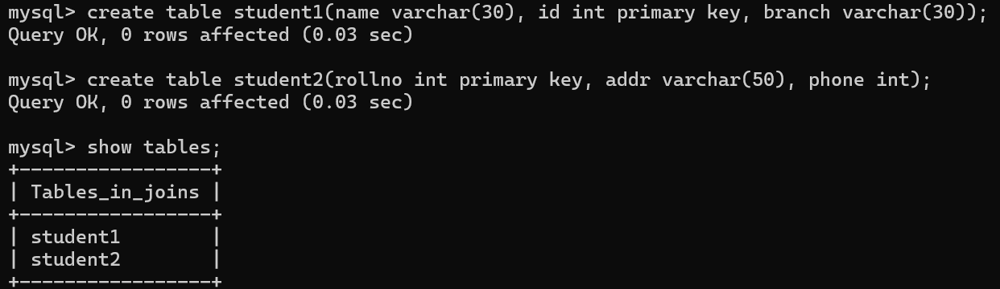 mysql> create table student1(name varchar(30), id int primary key, branch varchar(30));
Query OK, 0 rows affected (0.03 sec)
mysql> create table student2(rollno int primary key, addr varchar(50), phone int);
Query OK, 0 rows affected (0.03 sec)
mysql> show tables;
+-----------------+
| Tables_in_joins |
+-----------------+
| student1        |
| student2        |
+-----------------+